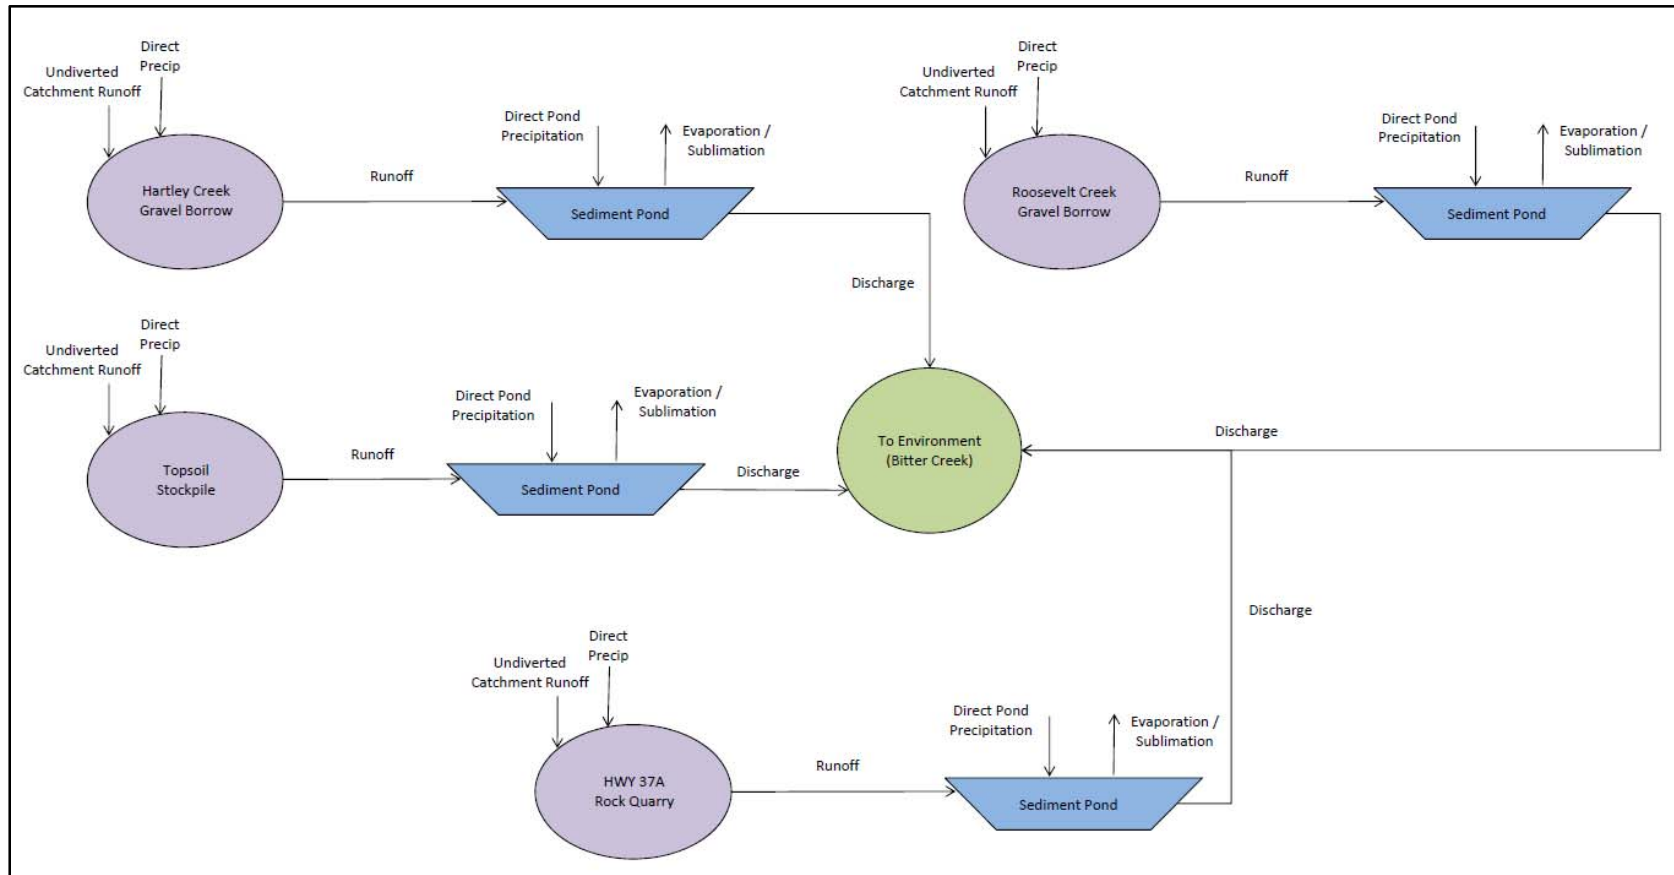 Direct
Precip
Undiverted
Catchment Runoff
Hartley Creek
Gravel Borrow
Runoff
Direct Pond
Precipitation
Evaporation /
Sublimation
Sediment Pond
Discharge
Direct
Precip
Undiverted
Catchment Runoff
Roosevelt Creek
Gravel Borrow
Runoff
Direct Pond
Precipitation
Evaporation /
Sublimation
Sediment Pond
Discharge
Direct
Precip
Undiverted
Catchment Runoff
Topsoil
Stockpile
Runoff
Direct Pond
Precipitation
Evaporation /
Sublimation
Sediment Pond
Discharge
To Environment
(Bitter Creek)
Direct
Precip
Undiverted
Catchment Runoff
HWY 37A
Rock Quarry
Runoff
Direct Pond
Precipitation
Evaporation /
Sublimation
Sediment Pond
Discharge